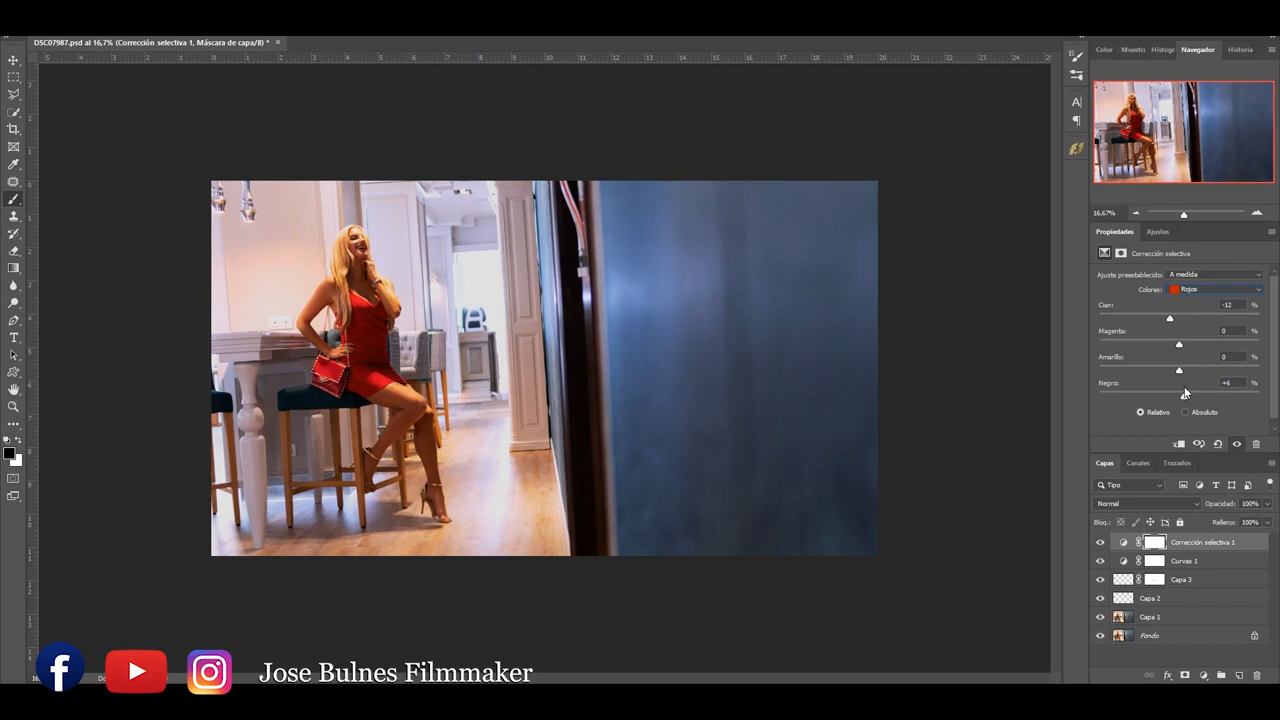 DSC07987.psd al 16,7% (Corrección selectiva 1, Máscara de capa/8) *
Color Muestra Histogr Navegador Historia
16.67%
Propiedades Ajustes
Corrección selectiva
Ajuste preestablecido: A medida
Colores: Rojos
Cian: -12 %
Magenta: 0 %
Amarillo: 0 %
Negro: +6 %
Relativo Absoluto
Capas Canales Trazados
Tipo
Normal Opacidad: 100%
Bloq.: Relleno: 100%
Corrección selectiva 1
Curvas 1
Capa 3
Capa 2
Capa 1
Fondo
Jose Bulnes Filmmaker